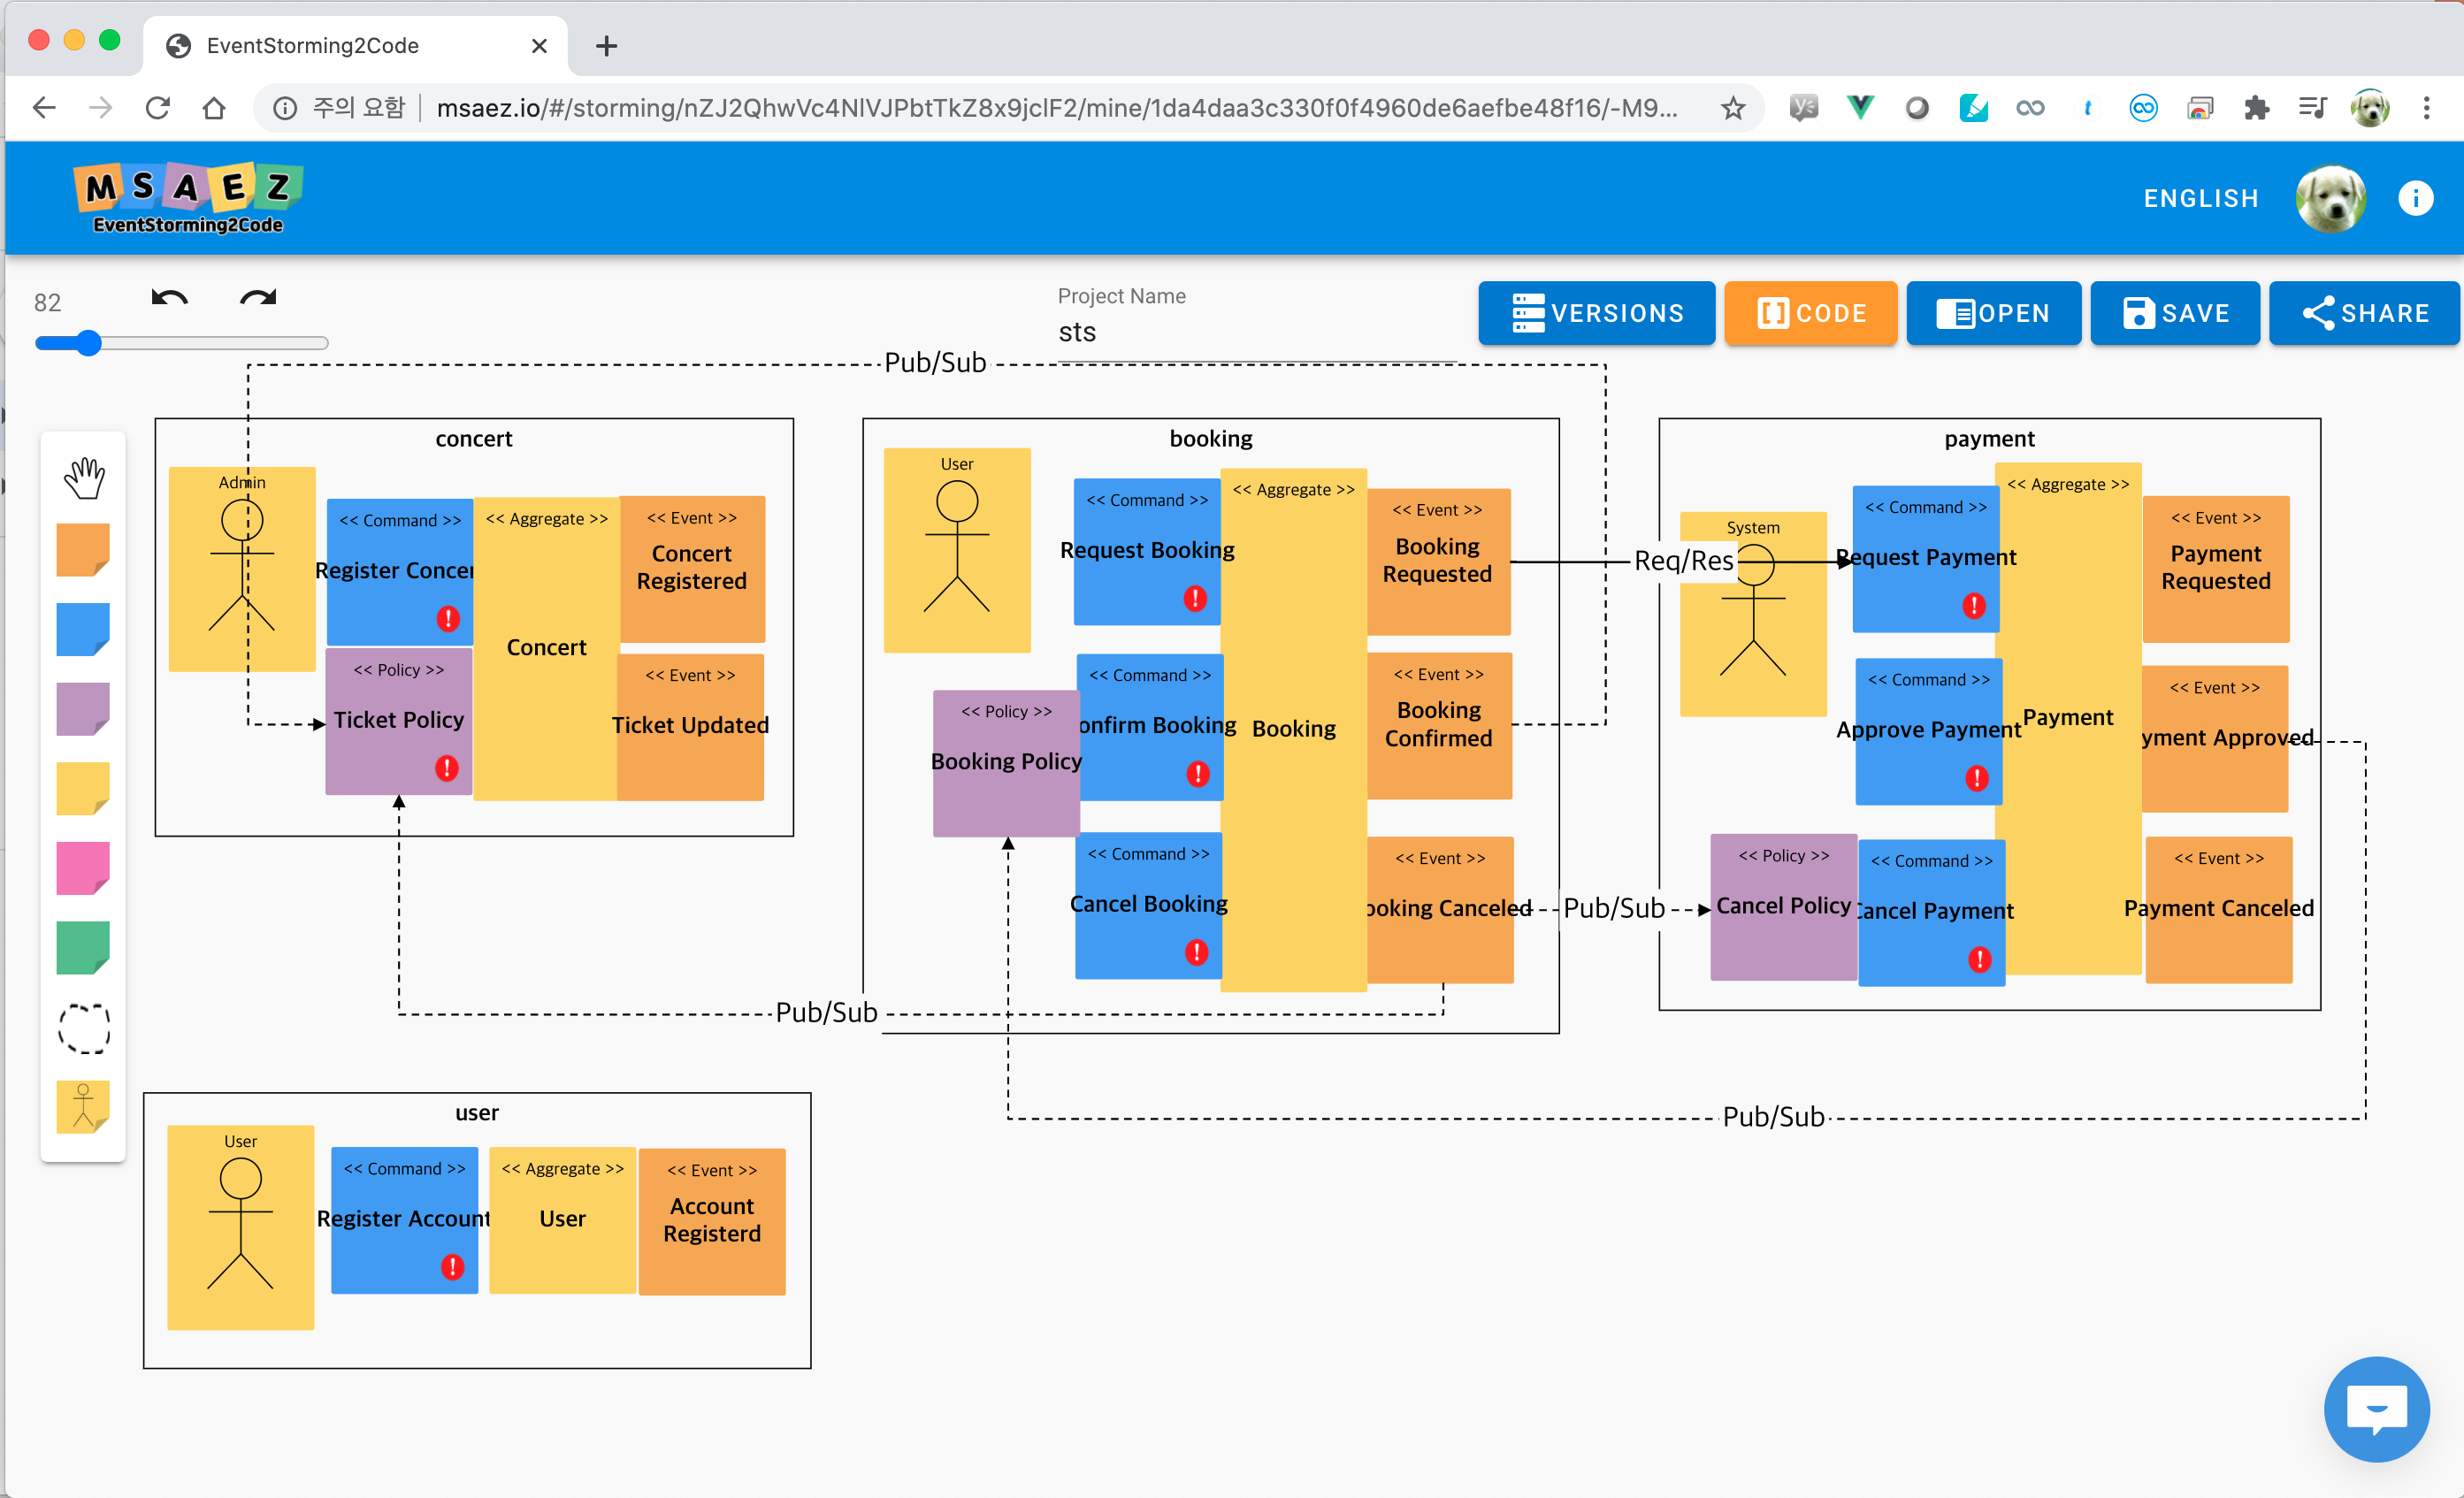 EventStorming2Code
주의 요함
msaez.io/#/storming/nZJ2QhwVc4NlVJPbtTkZ8x9jclF2/mine/1da4daa3c330f0f4960de6aefbe48f16/-M9...
MSAEZ
EventStorming2Code
ENGLISH
82
Project Name
sts
VERSIONS
CODE
OPEN
SAVE
SHARE
Pub/Sub
concert
Admin
<< Command >>
Register Concer
<< Aggregate >>
Concert
<< Event >>
Concert
Registered
<< Policy >>
Ticket Policy
<< Event >>
Ticket Updated
booking
User
<< Command >>
Request Booking
<< Aggregate >>
Booking
<< Event >>
Booking
Requested
<< Policy >>
Booking Policy
<< Command >>
onfirm Booking
<< Event >>
Booking
Confirmed
<< Command >>
Cancel Booking
<< Event >>
ooking Canceled
Req/Res
Pub/Sub
payment
System
<< Command >>
Request Payment
<< Aggregate >>
Payment
<< Event >>
Payment
Requested
<< Command >>
Approve Payment
<< Event >>
yment Approved
<< Policy >>
Cancel Policy
<< Command >>
Cancel Payment
<< Event >>
Payment Canceled
Pub/Sub
Pub/Sub
user
User
<< Command >>
Register Account
<< Aggregate >>
User
<< Event >>
Account
Registerd